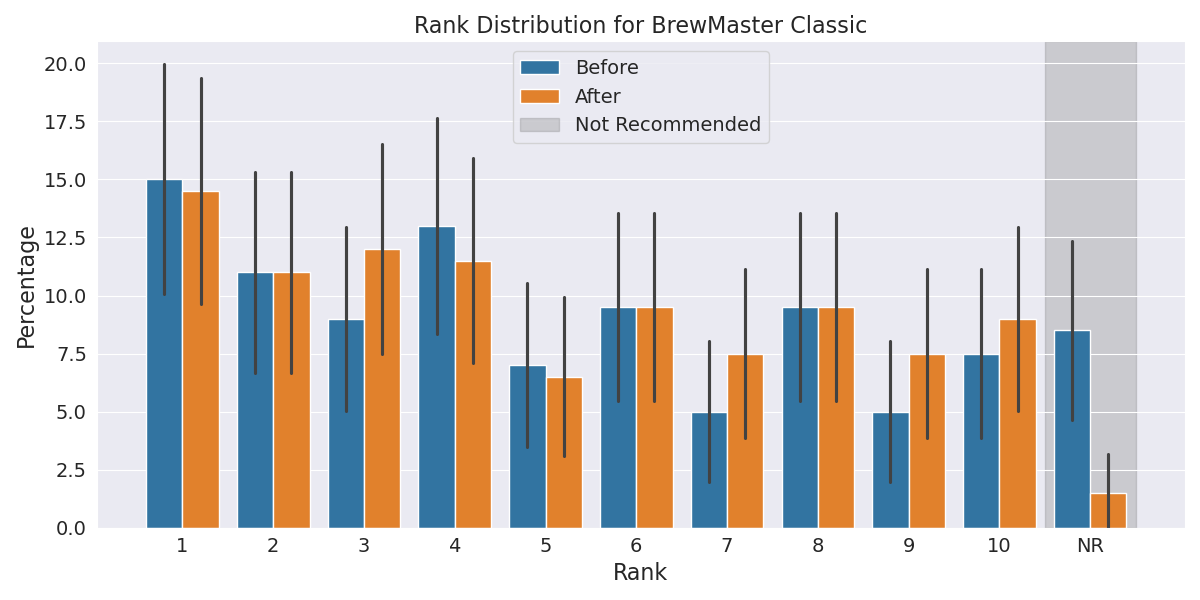 Rank Distribution for BrewMaster Classic
Before
After
Not Recommended
Percentage
20.0
17.5
15.0
12.5
10.0
7.5
5.0
2.5
0.0
1 2 3 4 5 6 7 8 9 10 NR
Rank